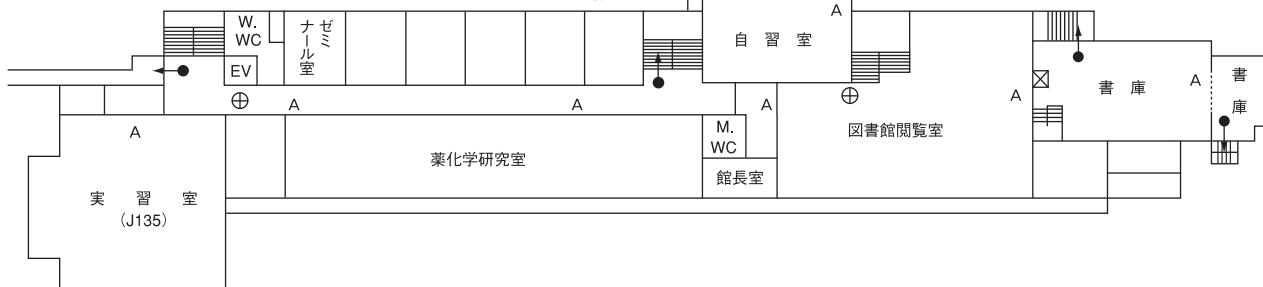 W.
WC
ゼミ
ナール室
A
自習室
EV
A
A
A
A
A
書庫
A
書庫
図書館閲覧室
M.
WC
館長室
薬化学研究室
実習室
(J135)